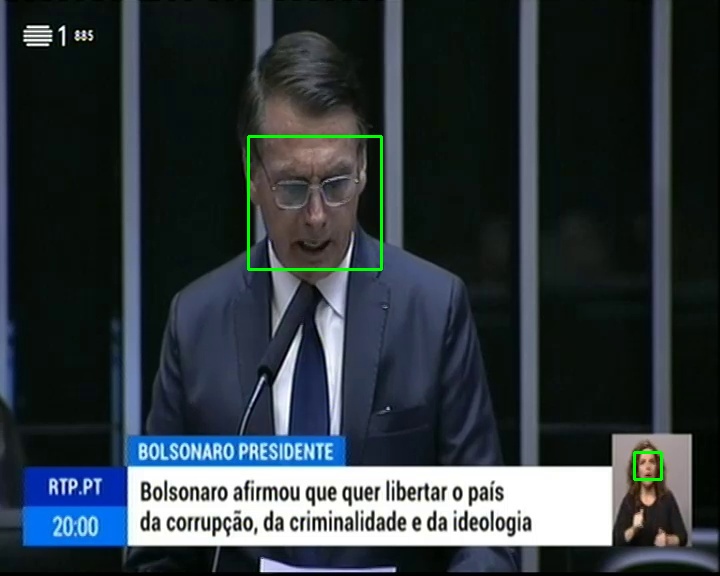 1 885
BOLSONARO PRESIDENTE
RTP.PT
20:00
Bolsonaro afirmou que quer libertar o país
da corrupção, da criminalidade e da ideologia